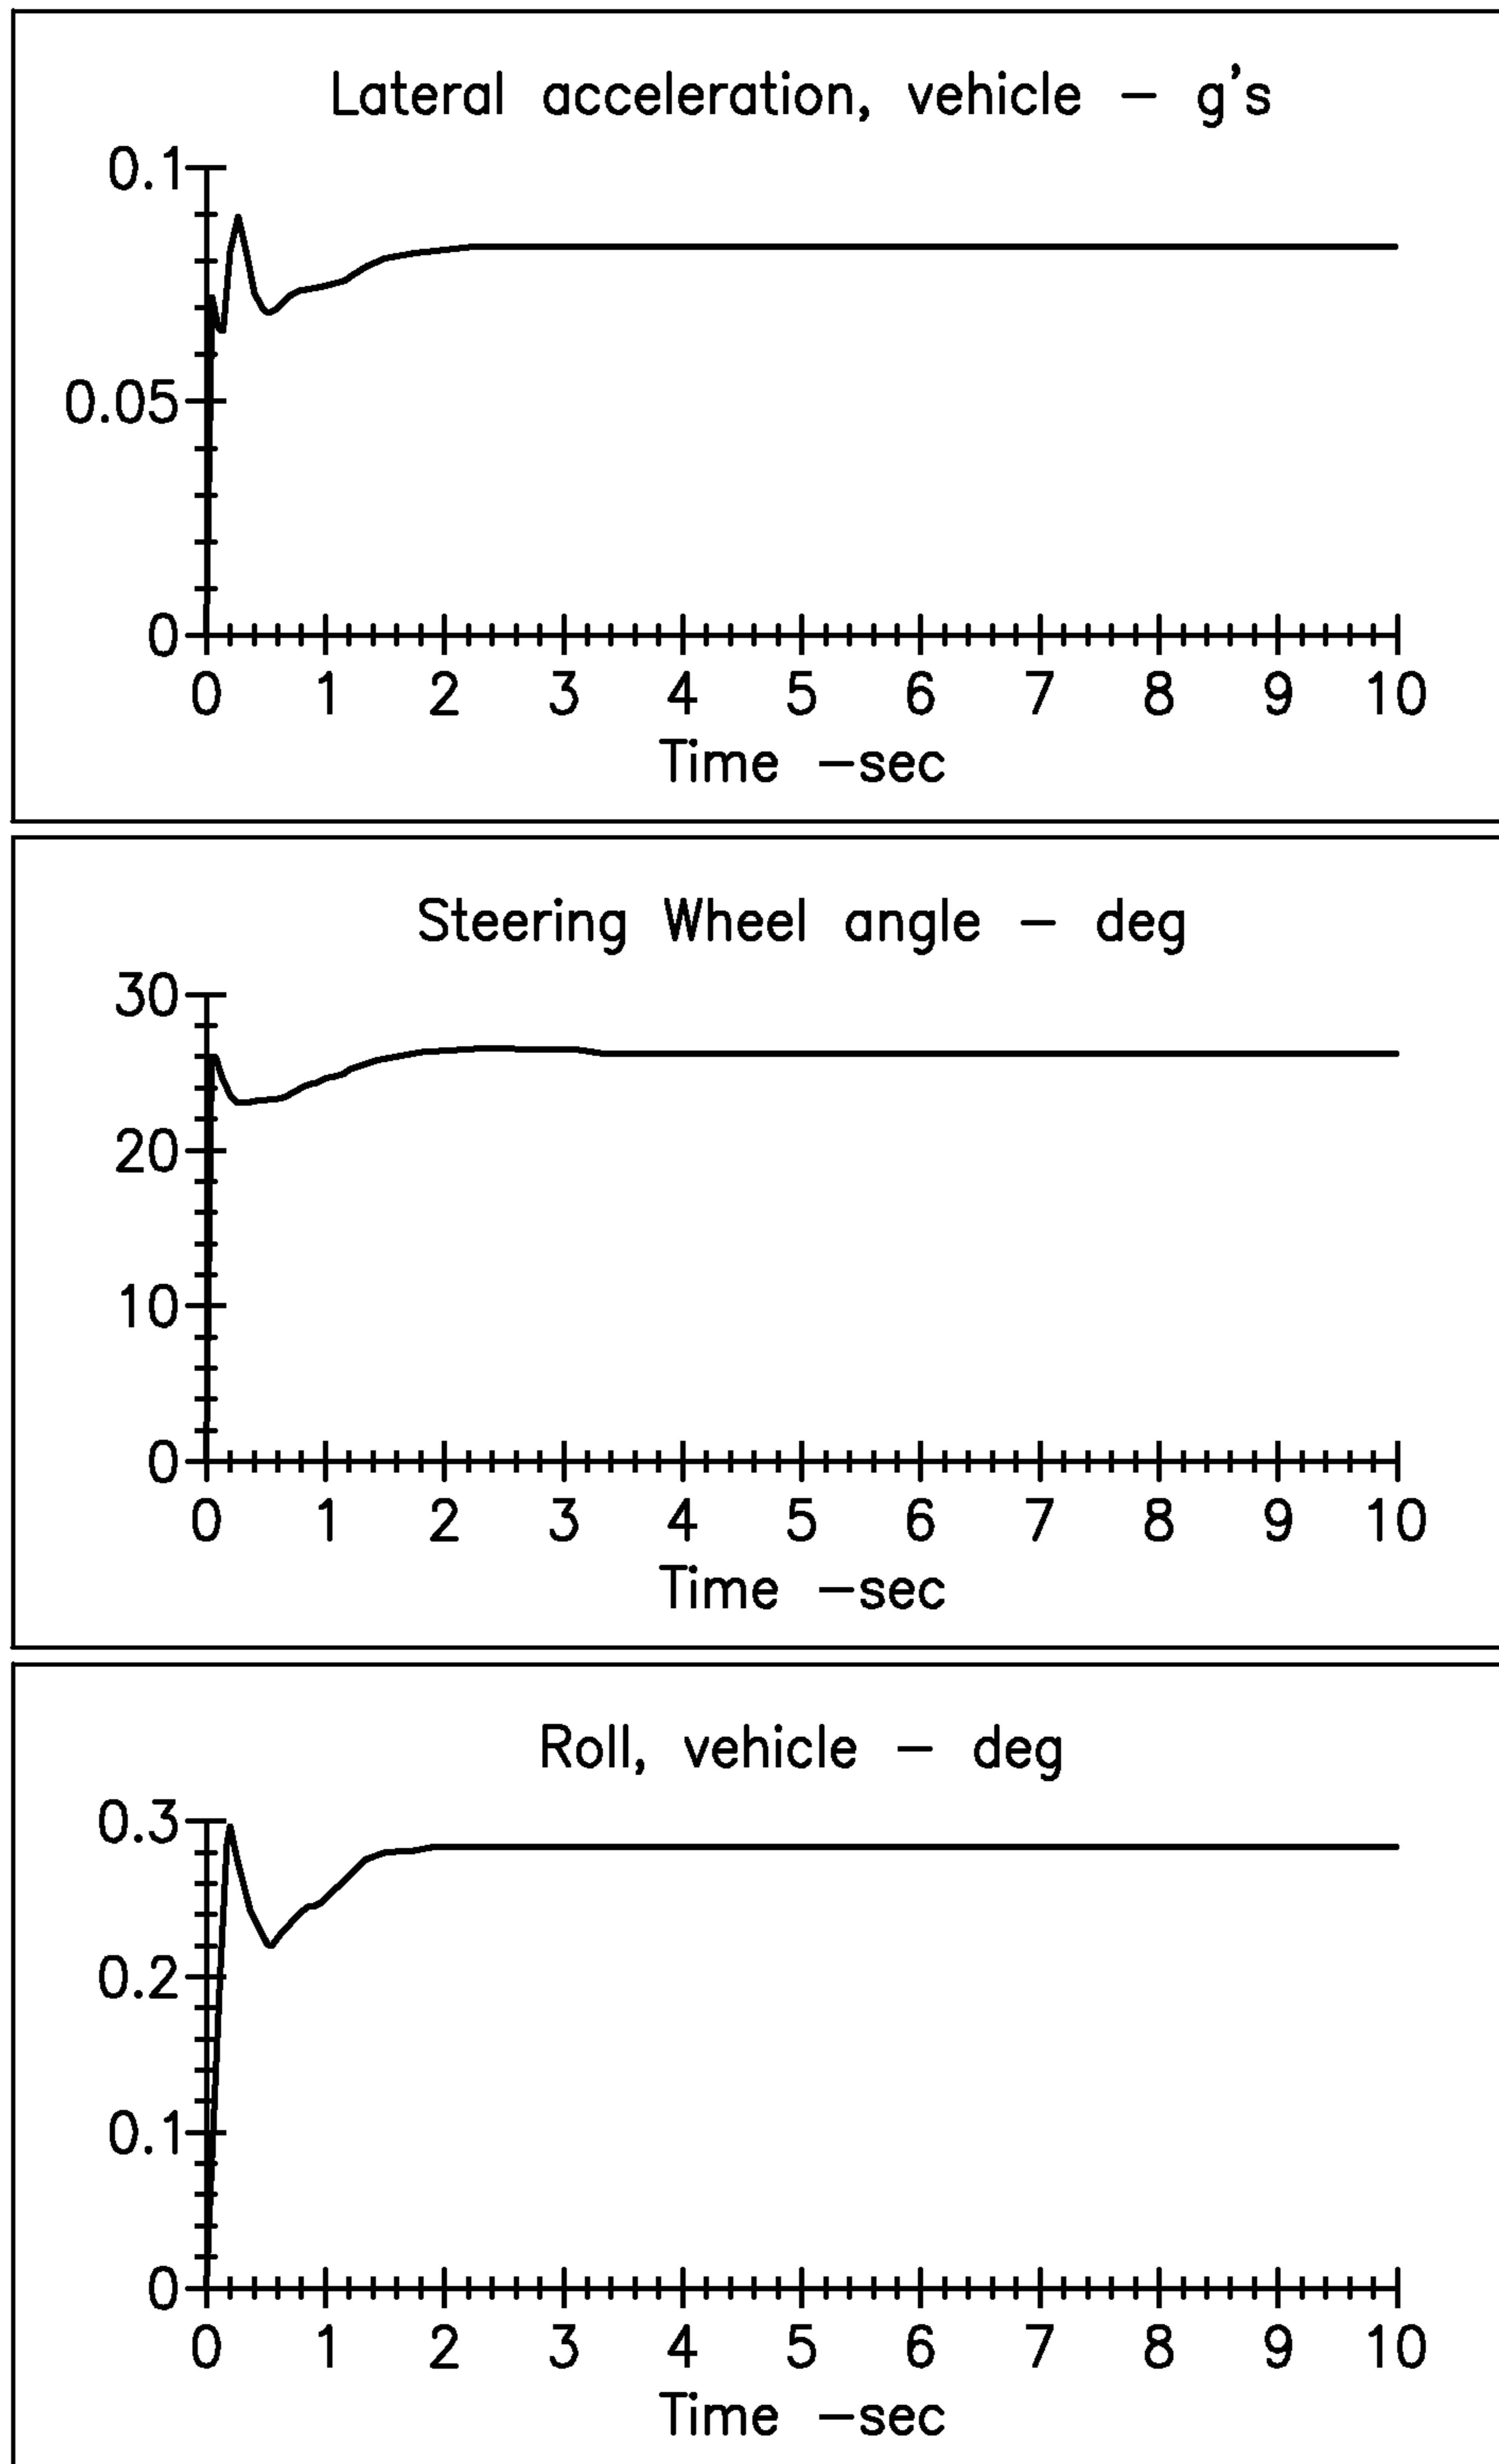 Lateral acceleration, vehicle – g's
0.1
0.05
0
0 1 2 3 4 5 6 7 8 9 10
Time –sec
Steering Wheel angle – deg
30
20
10
0
0 1 2 3 4 5 6 7 8 9 10
Time –sec
Roll, vehicle – deg
0.3
0.2
0.1
0
0 1 2 3 4 5 6 7 8 9 10
Time –sec